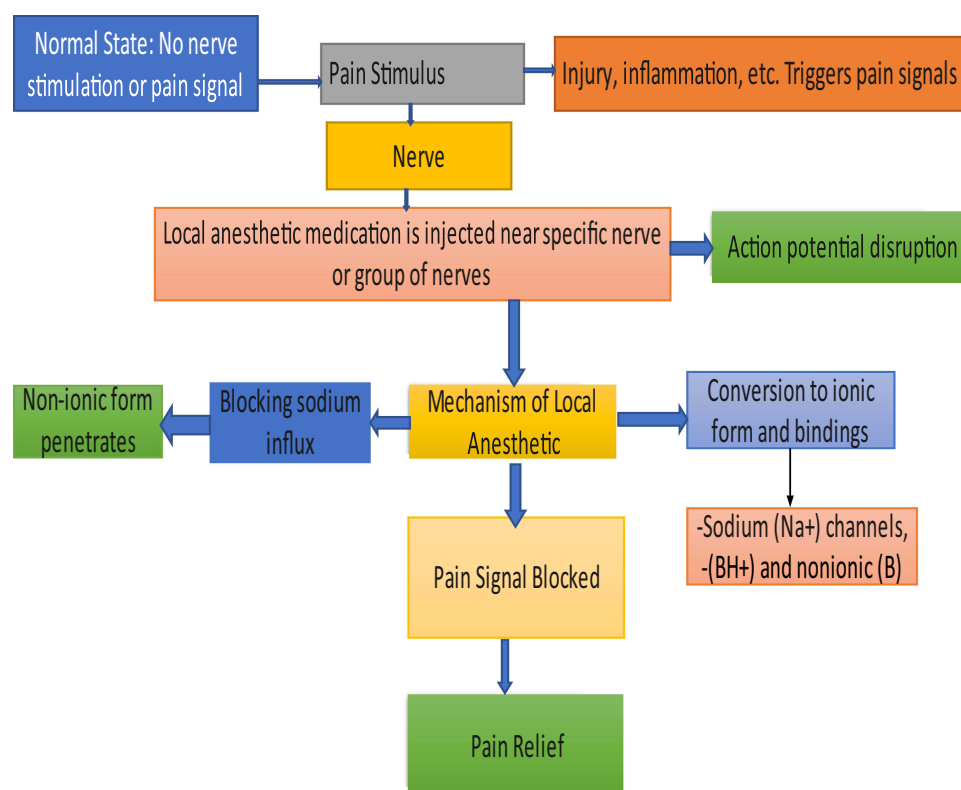 Normal State: No nerve
stimulation or pain signal
Pain Stimulus
Injury, inflammation, etc. Triggers pain signals
Nerve
Local anesthetic medication is injected near specific nerve
or group of nerves
Action potential disruption
Non-ionic form
penetrates
Blocking sodium
influx
Mechanism of Local
Anesthetic
Conversion to ionic
form and bindings
-Sodium (Na+) channels,
-(BH+) and nonionic (B)
Pain Signal Blocked
Pain Relief